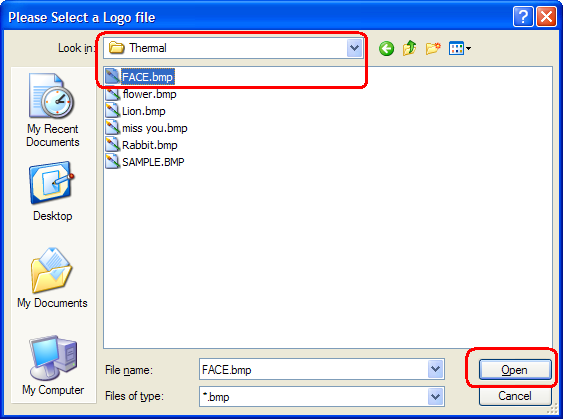 Please Select a Logo file
Look in: Thermal
FACE.bmp
flower.bmp
Lion.bmp
miss you.bmp
Rabbit.bmp
SAMPLE.BMP
My Recent
Documents
Desktop
My Documents
My Computer
File name: FACE.bmp Open
Files of type: *.bmp Cancel